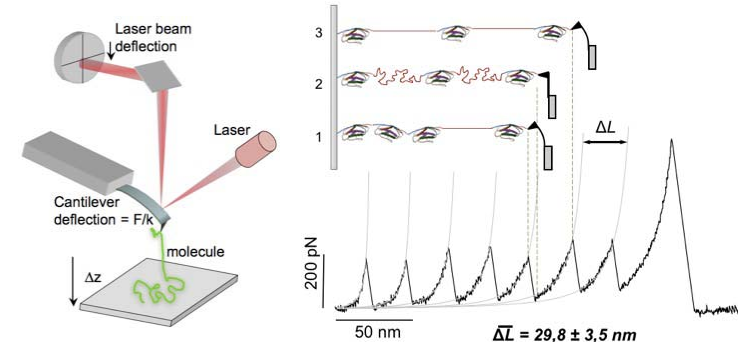 Laser beam
deflection
Laser
Cantilever
deflection = F/k
molecule
Δz
3
2
1
ΔL
200 pN
50 nm
ΔL̅ = 29,8 ± 3,5 nm